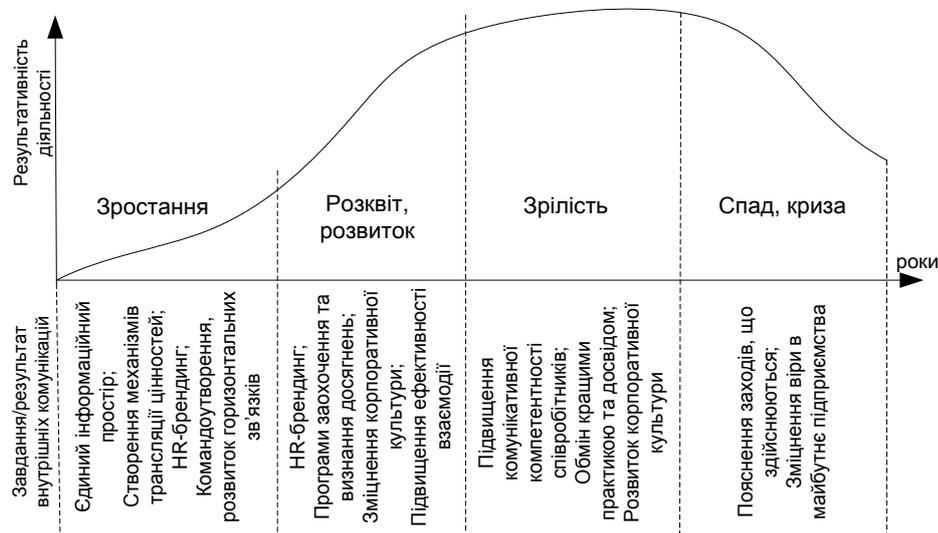 Результативність
діяльності
Зростання
Розквіт,
розвиток
Зрілість
Спад, криза
роки
Завдання/результат
внутрішніх комунікацій
Єдиний інформаційний
простір;
Створення механізмів
трансляції цінностей;
HR-брендинг;
Командоутворення,
розвиток горизонтальних
зв’язків
HR-брендинг;
Програми заохочення та
визнання досягнень;
Зміцнення корпоративної
культури;
Підвищення ефективності
взаємодії
Підвищення
комунікативної
компетентності
співробітників;
Обмін кращими
практикою та досвідом;
Розвиток корпоративної
культури
Пояснення заходів, що
здійснюються;
Зміцнення віри в
майбутнє підприємства